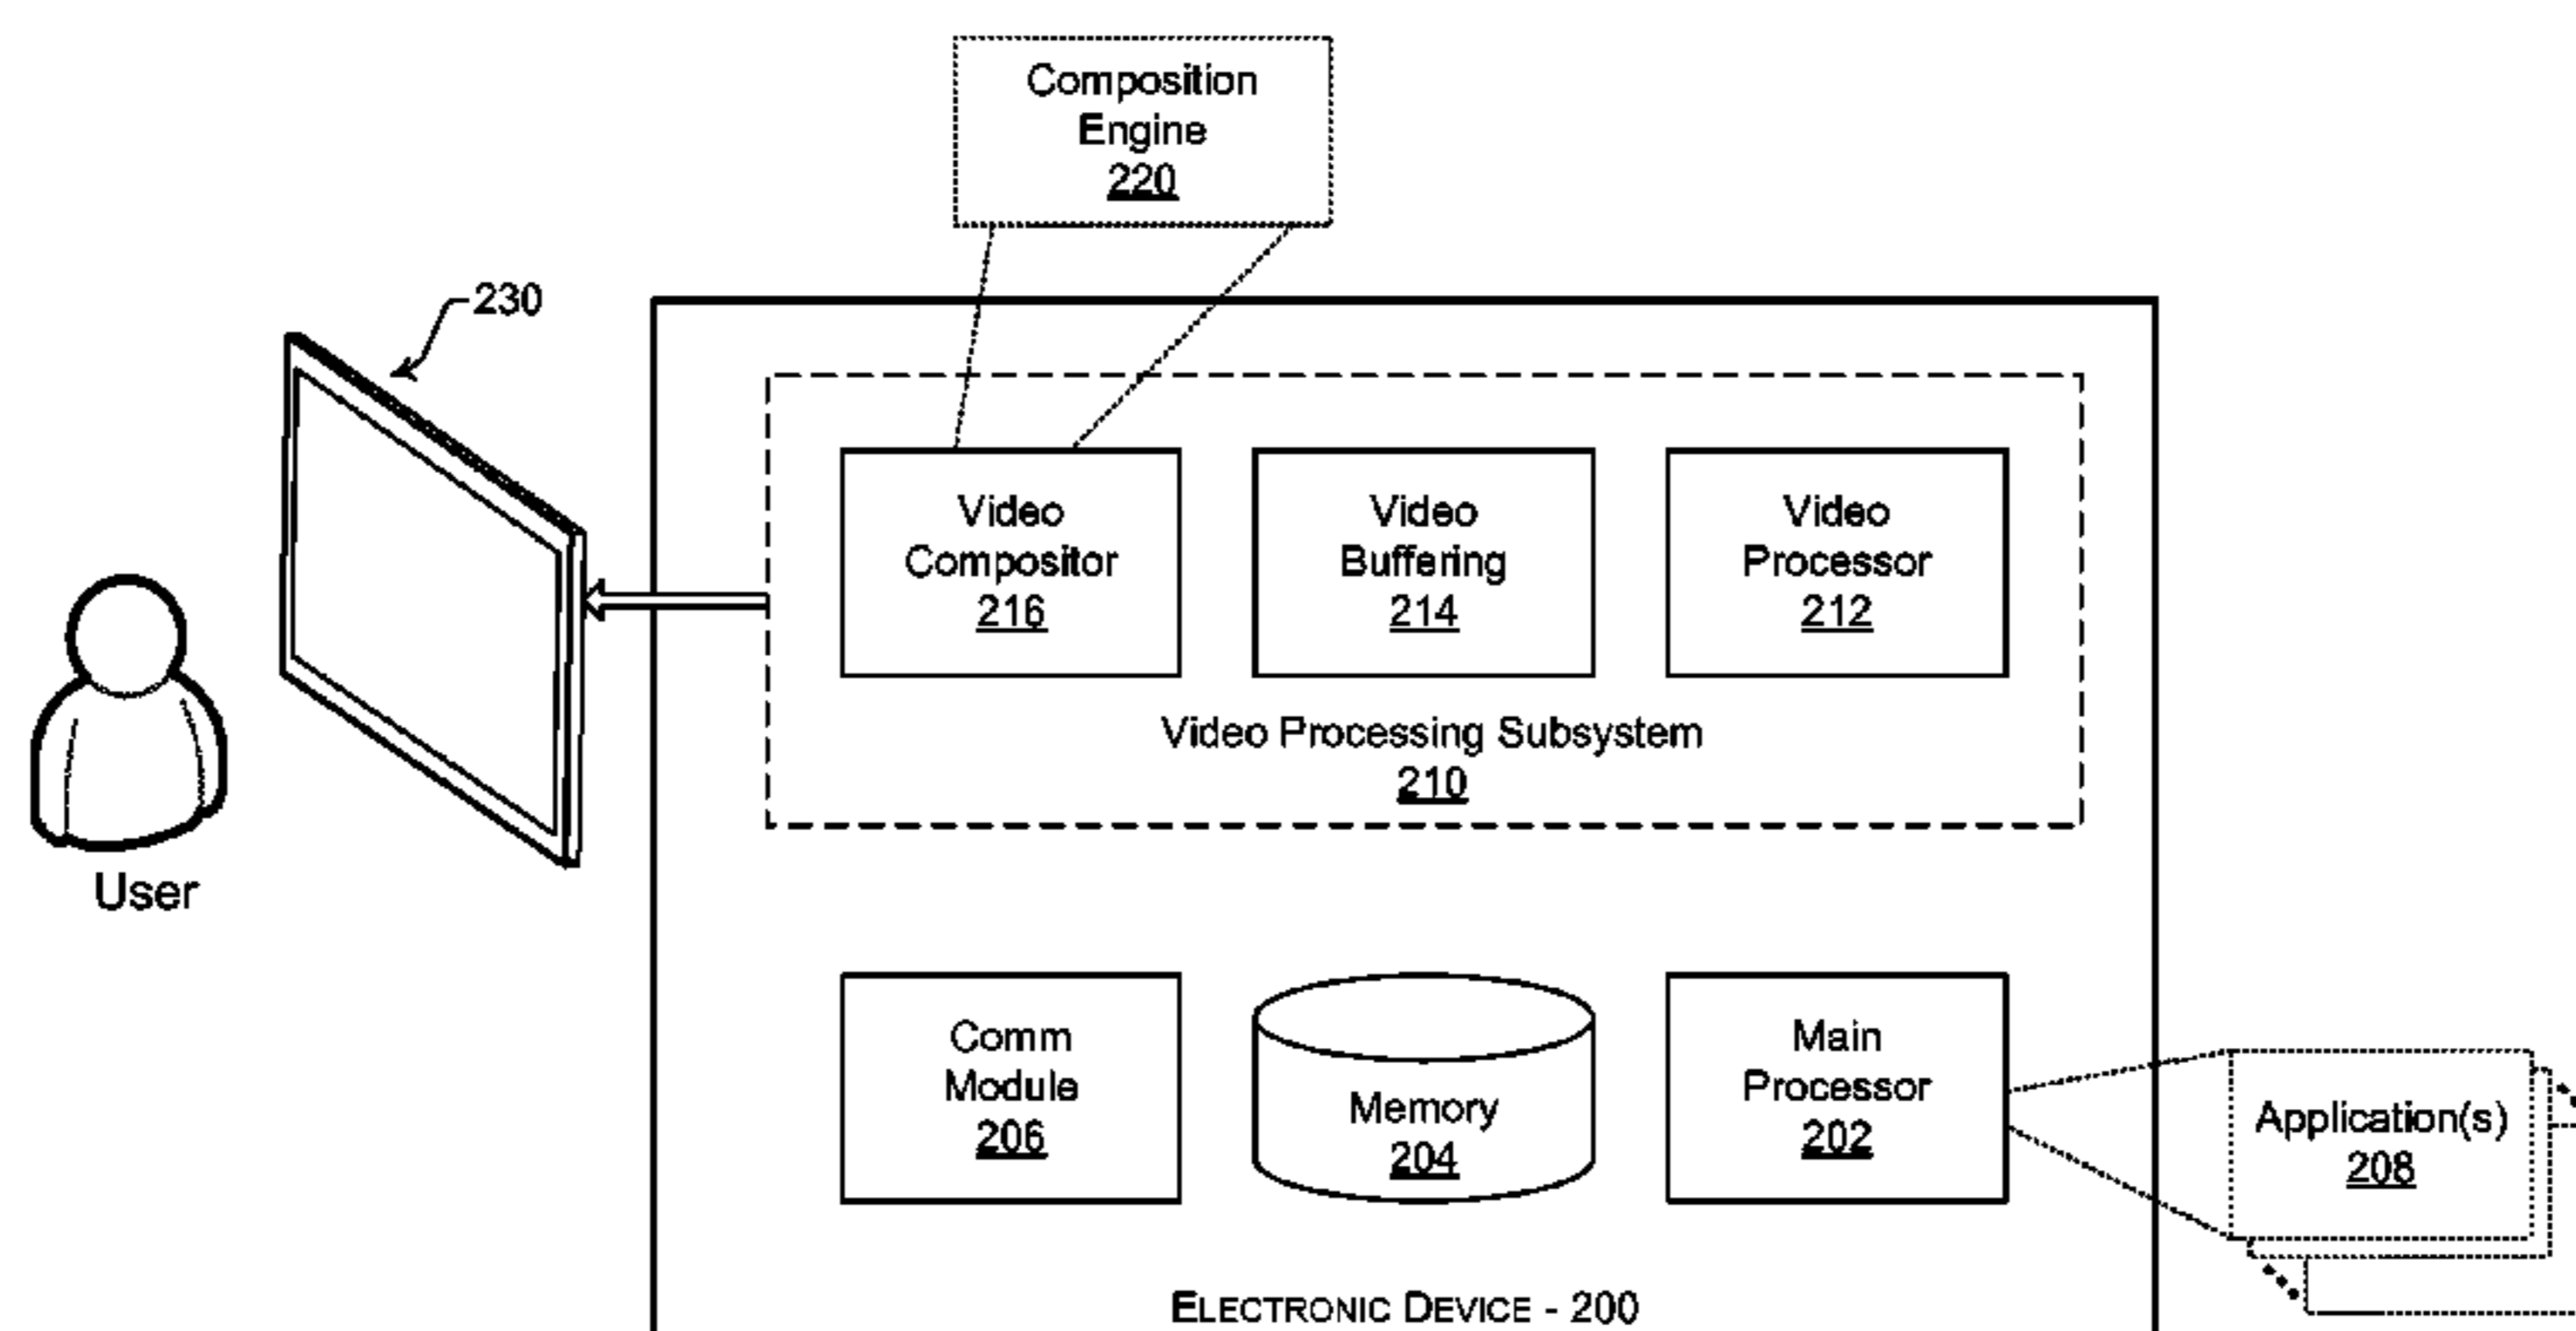 Composition
Engine
220
230
Video
Compositor
216
Video
Buffering
214
Video
Processor
212
Video Processing Subsystem
210
User
Comm
Module
206
Memory
204
Main
Processor
202
Application(s)
208
ELECTRONIC DEVICE - 200